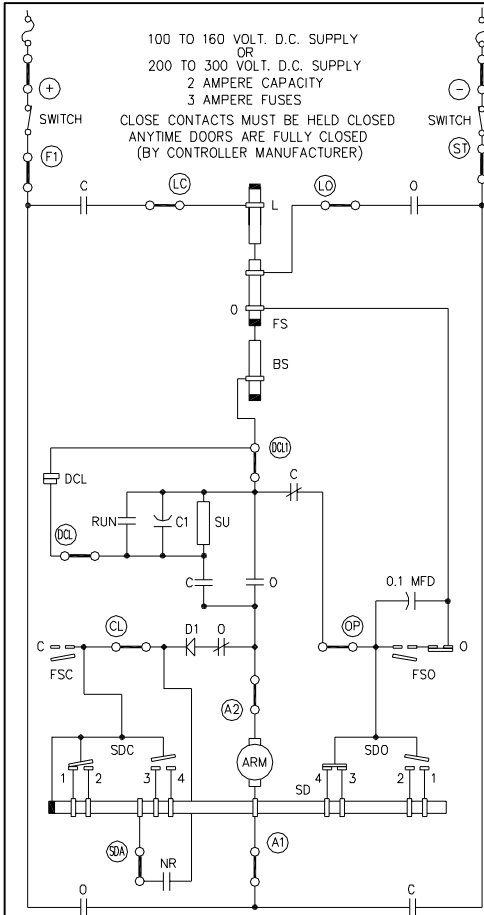 100 TO 160 VOLT. D.C. SUPPLY
OR
200 TO 300 VOLT. D.C. SUPPLY
2 AMPERE CAPACITY
3 AMPERE FUSES
+
-
SWITCH
SWITCH
CLOSE CONTACTS MUST BE HELD CLOSED
ANYTIME DOORS ARE FULLY CLOSED
(BY CONTROLLER MANUFACTURER)
F1
ST
C
LC
L
LO
O
O
FS
BS
DCL1
DCL
C
RUN
C1
SU
DCL
C
O
0.1 MFD
C
CL
D1
O
OP
O
FSC
FSO
A2
SDC
ARM
SDO
1
2
3
4
4
3
2
1
SD
SDA
NR
A1
O
C